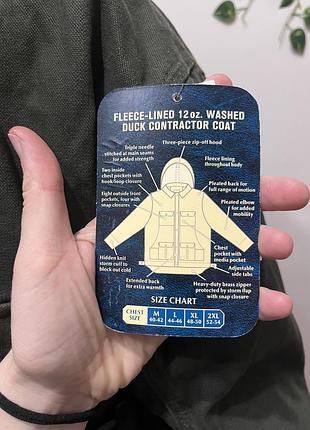 FLEECE-LINED 12 oz. WASHED
DUCK CONTRACTOR COAT
Three-piece zip-off hood
Triple needle
stitched at main seams
for added strength
Fleece lining
throughout body
Two inside
chest pockets with
hook/loop closure
Pleated back for
full range of motion
Eight outside front
pockets, four with
snap closures
Pleated elbow
for added
mobility
Hidden knit
storm cuff to
block out cold
Chest
pocket with
media pocket
Adjustable
side tabs
Extended back
for extra warmth
Heavy-duty brass zipper
protected by storm flap
with snap closure
SIZE CHART
CHEST SIZE M L XL 2XL
40-42 44-46 48-50 52-54